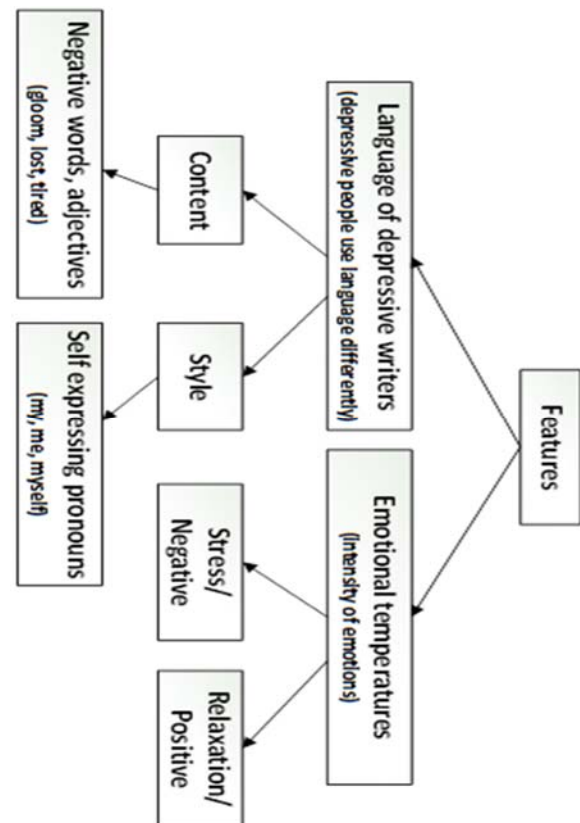 Features
Language of depressive writers
(depressive people use language differently)
Emotional temperatures
(intensity of emotions)
Content
Style
Stress/
Negative
Relaxation/
Positive
Negative words, adjectives
(gloom, lost, tired)
Self expressing pronouns
(my, me, myself)